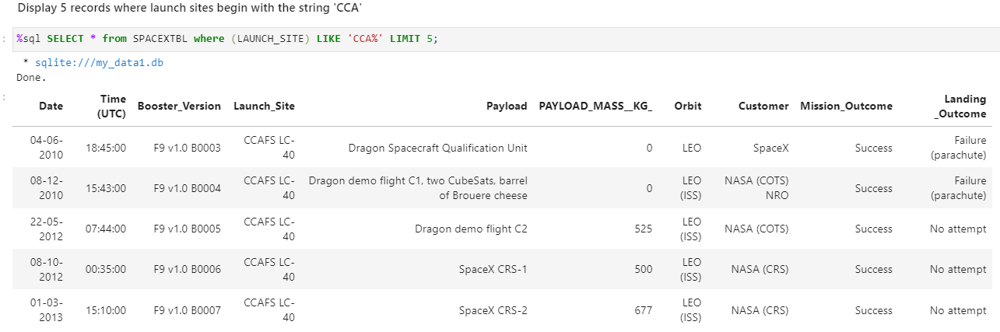 Display 5 records where launch sites begin with the string 'CCA'
: %sql SELECT * from SPACEXTBL where (LAUNCH_SITE) LIKE 'CCA%' LIMIT 5;
* sqlite:///my_data1.db
Done.
:
Date Time (UTC) Booster_Version Launch_Site Payload PAYLOAD_MASS__KG_ Orbit Customer Mission_Outcome Landing _Outcome
04-06-2010 18:45:00 F9 v1.0 B0003 CCAFS LC-40 Dragon Spacecraft Qualification Unit 0 LEO SpaceX Success Failure (parachute)
08-12-2010 15:43:00 F9 v1.0 B0004 CCAFS LC-40 Dragon demo flight C1, two CubeSats, barrel of Brouere cheese 0 LEO (ISS) NASA (COTS) NRO Success Failure (parachute)
22-05-2012 07:44:00 F9 v1.0 B0005 CCAFS LC-40 Dragon demo flight C2 525 LEO (ISS) NASA (COTS) Success No attempt
08-10-2012 00:35:00 F9 v1.0 B0006 CCAFS LC-40 SpaceX CRS-1 500 LEO (ISS) NASA (CRS) Success No attempt
01-03-2013 15:10:00 F9 v1.0 B0007 CCAFS LC-40 SpaceX CRS-2 677 LEO (ISS) NASA (CRS) Success No attempt